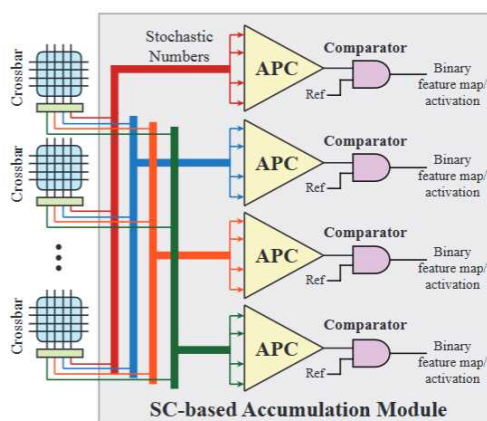 Crossbar
Crossbar
Crossbar
Stochastic
Numbers
APC
Comparator
Ref
Binary
feature map/
activation
APC
Comparator
Ref
Binary
feature map/
activation
APC
Comparator
Ref
Binary
feature map/
activation
APC
Comparator
Ref
Binary
feature map/
activation
SC-based Accumulation Module